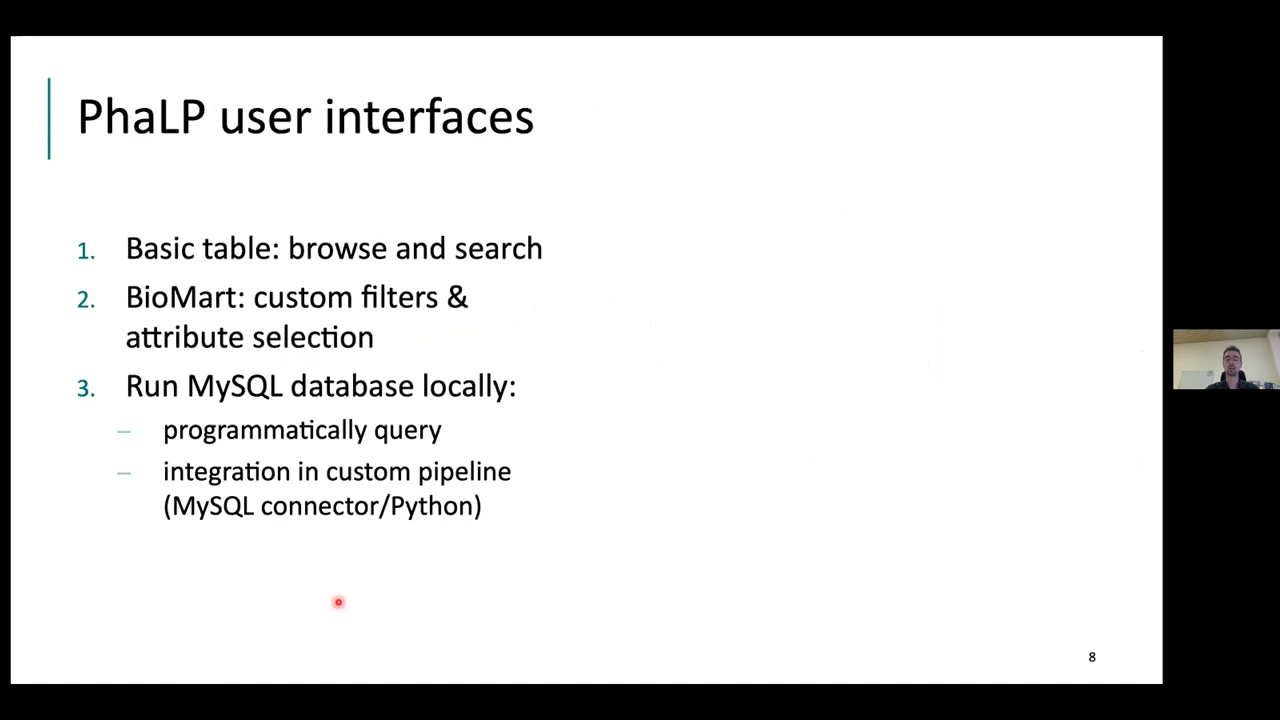 PhaLP user interfaces
1. Basic table: browse and search
2. BioMart: custom filters &
attribute selection
3. Run MySQL database locally:
– programmatically query
– integration in custom pipeline
(MySQL connector/Python)
8